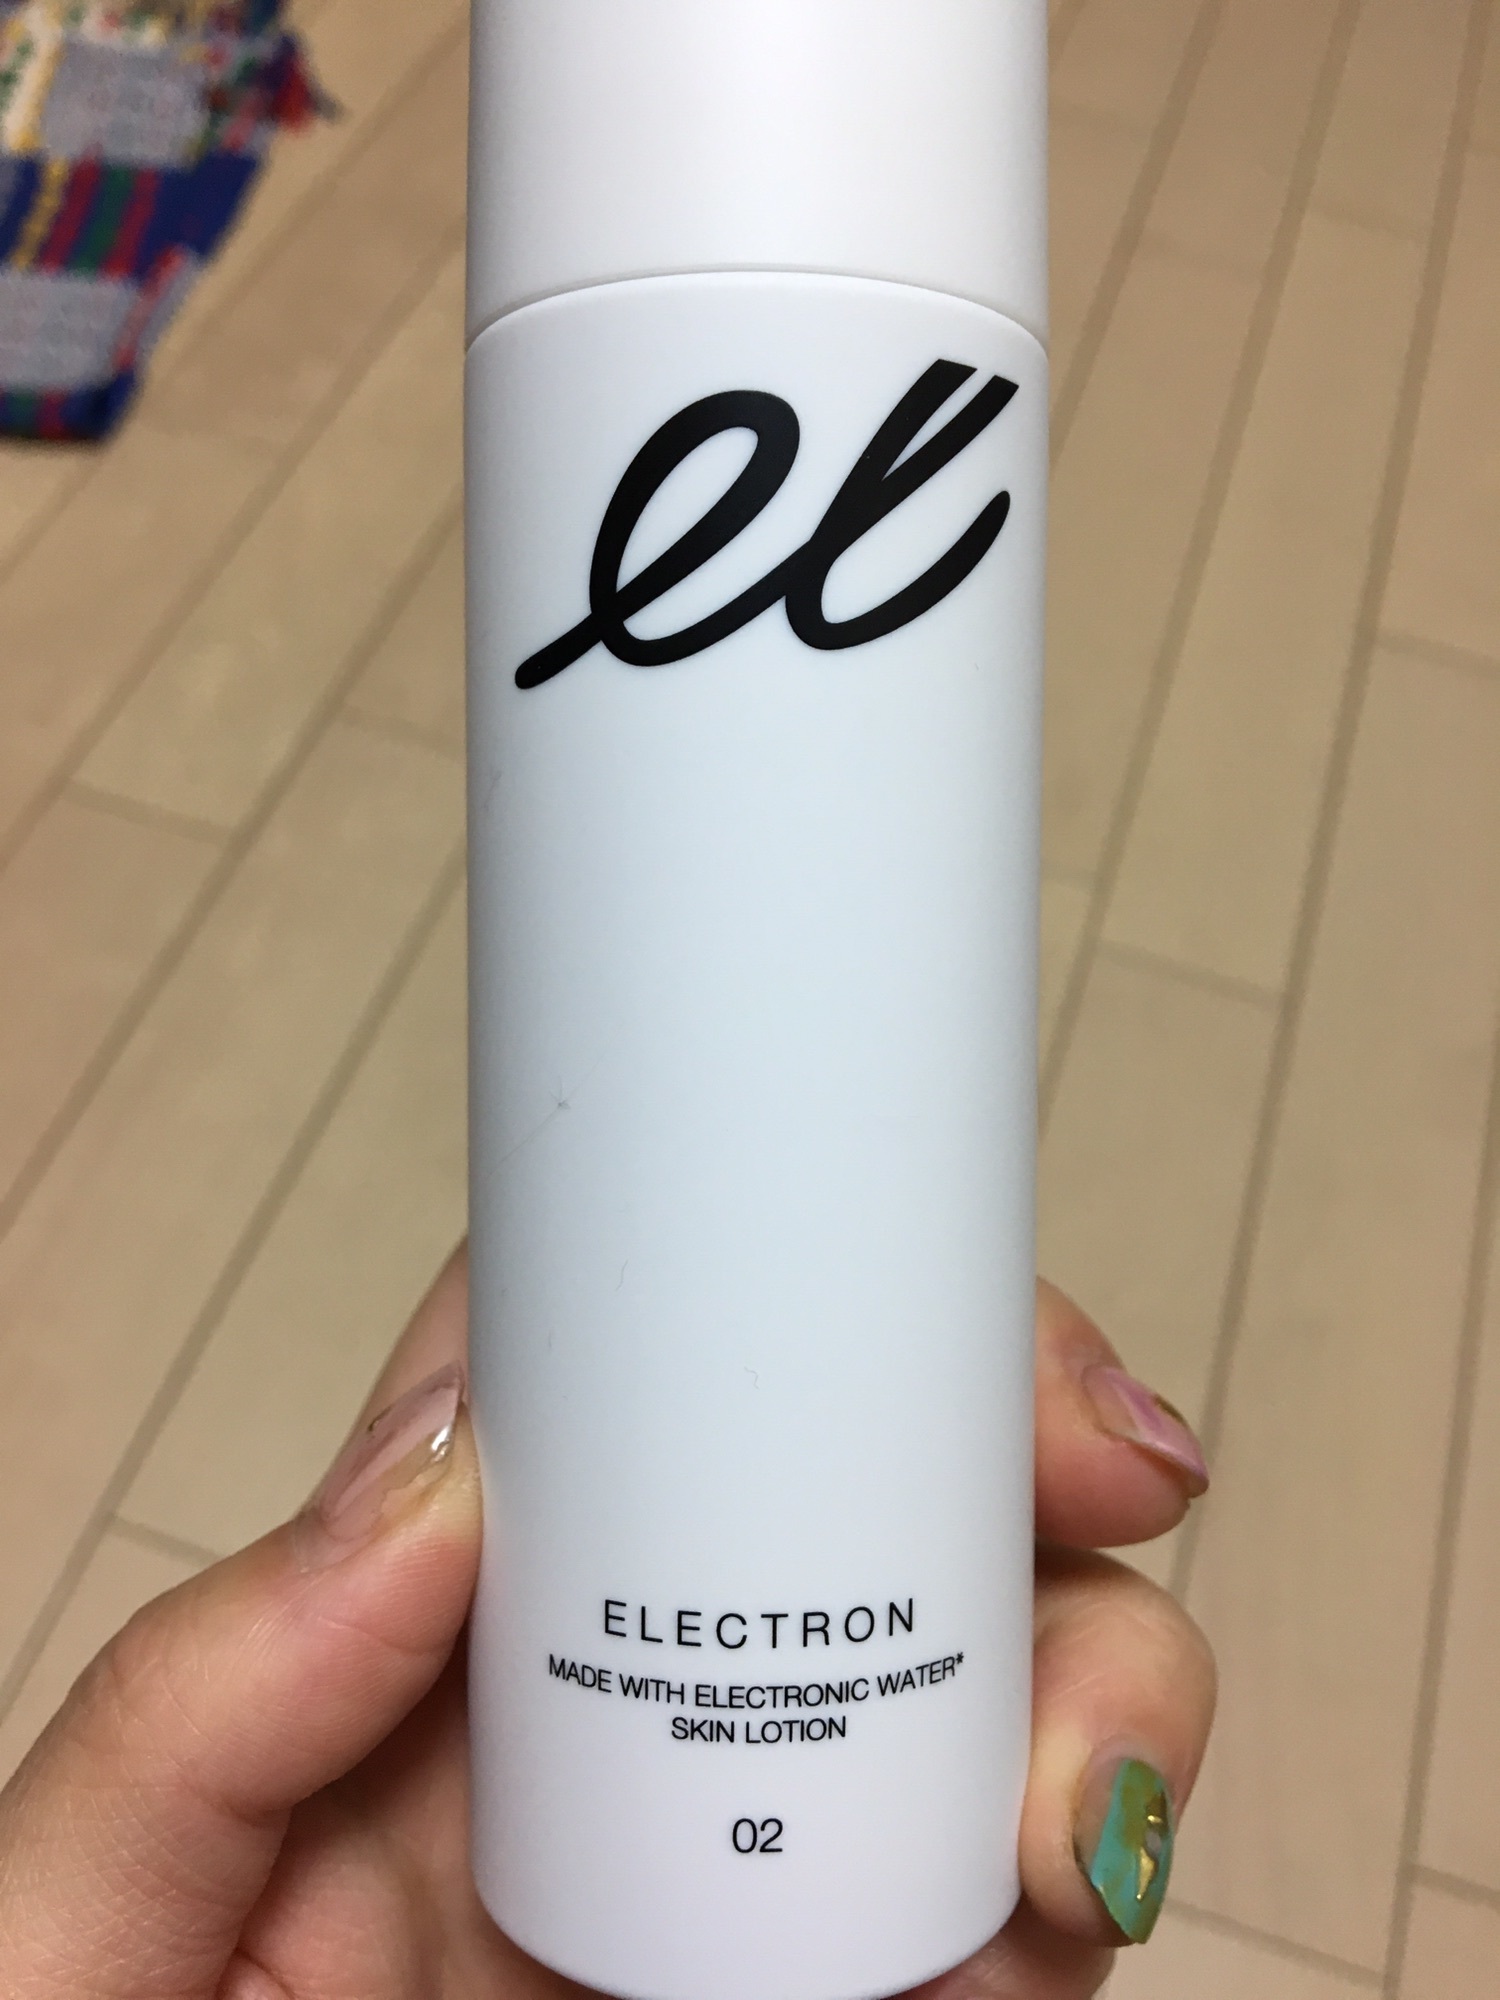 el
ELECTRON
MADE WITH ELECTRONIC WATER*
SKIN LOTION
02